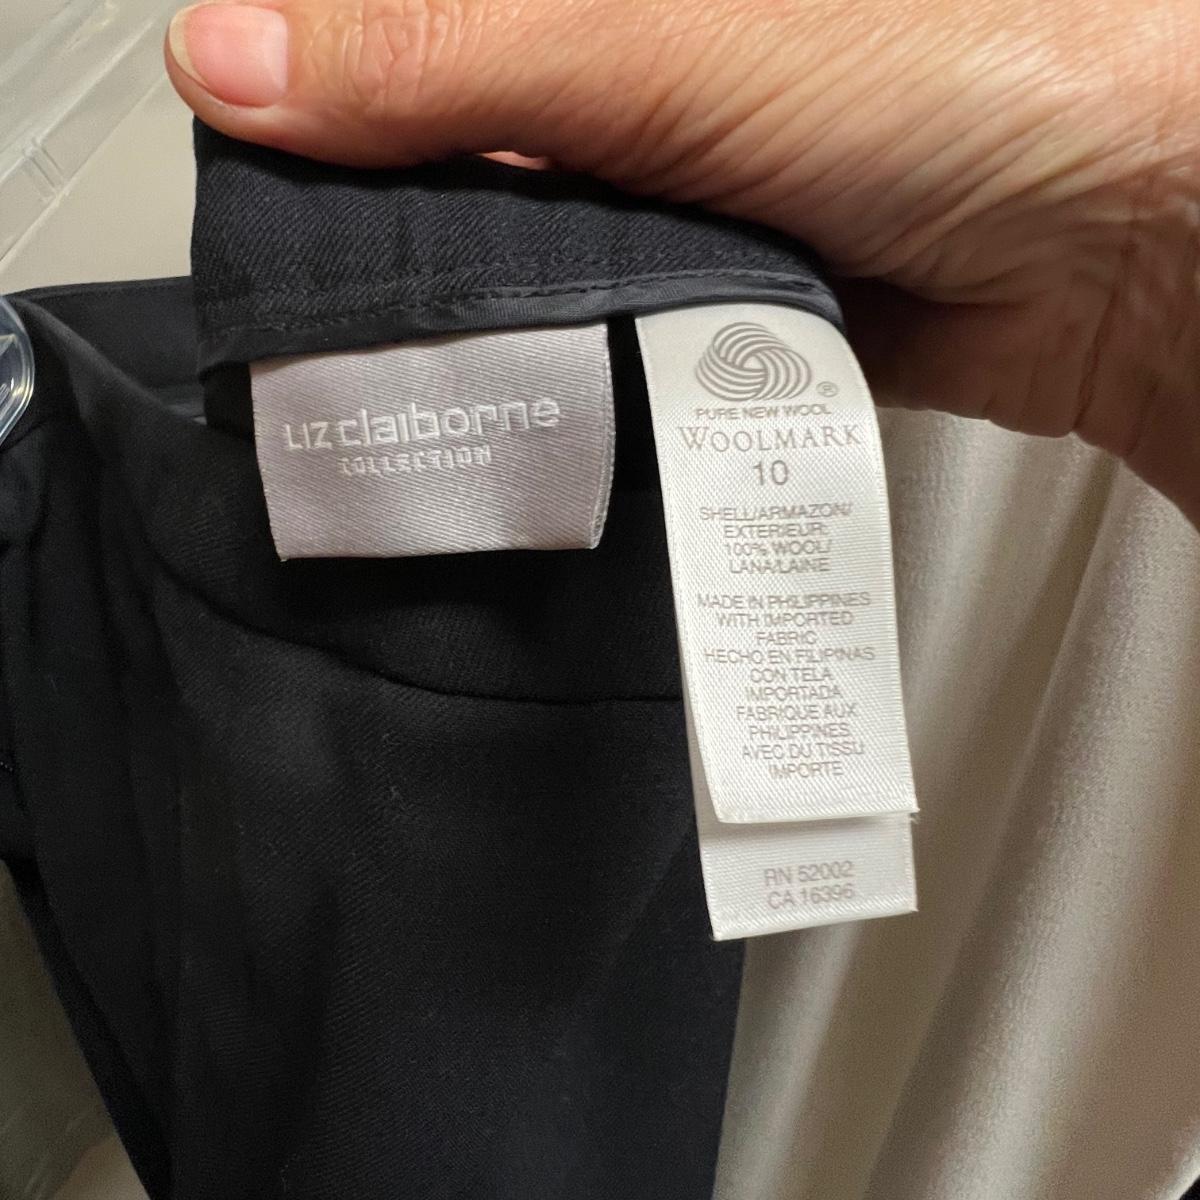 LIZ claiborne
COLLECTION
®
PURE NEW WOOL
WOOLMARK
10
SHELL/ARMAZON/
EXTERIEUR:
100% WOOL/
LANA/LAINE
MADE IN PHILIPPINES
WITH IMPORTED
FABRIC
HECHO EN FILIPINAS
CON TELA
IMPORTADA
FABRIQUE AUX
PHILIPPINES
AVEC DU TISSU
IMPORTE
RN 52002
CA 16396